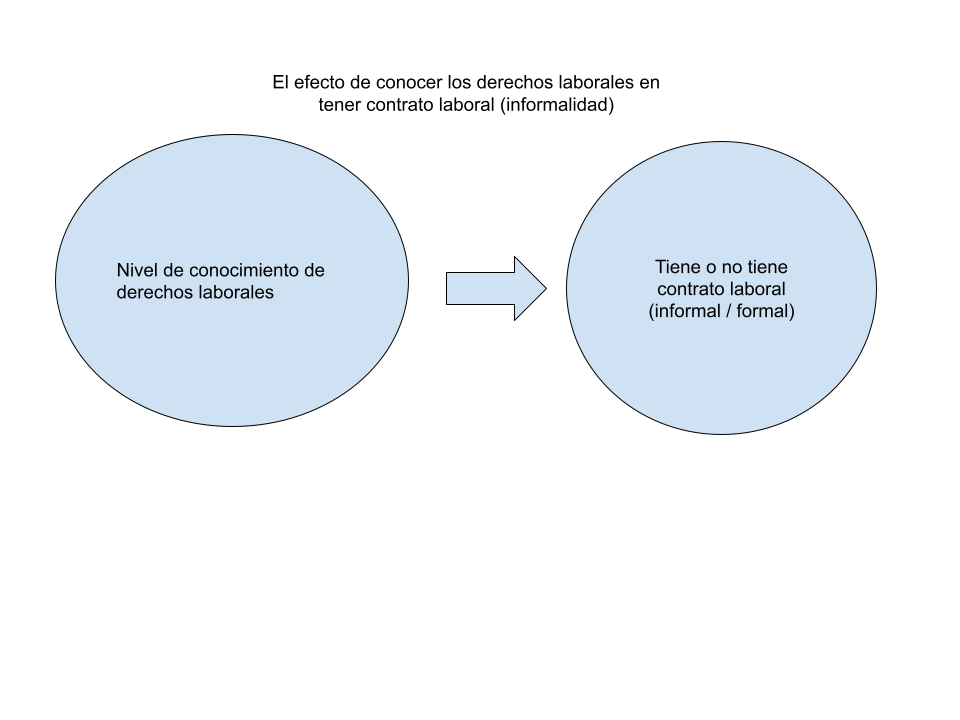 El efecto de conocer los derechos laborales en
tener contrato laboral (informalidad)
Nivel de conocimiento de
derechos laborales
Tiene o no tiene
contrato laboral
(informal / formal)